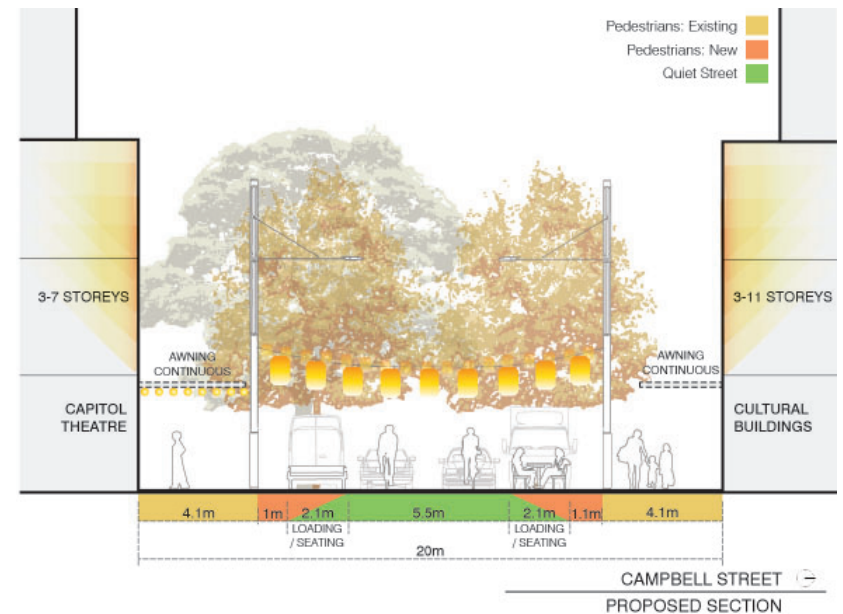 Pedestrians: Existing
Pedestrians: New
Quiet Street
3-7 STOREYS
3-11 STOREYS
AWNING
CONTINUOUS
AWNING
CONTINUOUS
CAPITOL
THEATRE
CULTURAL
BUILDINGS
4.1m 1m 2.1m 5.5m 2.1m 1.1m 4.1m
LOADING
/ SEATING
LOADING
/ SEATING
20m
CAMPBELL STREET
PROPOSED SECTION